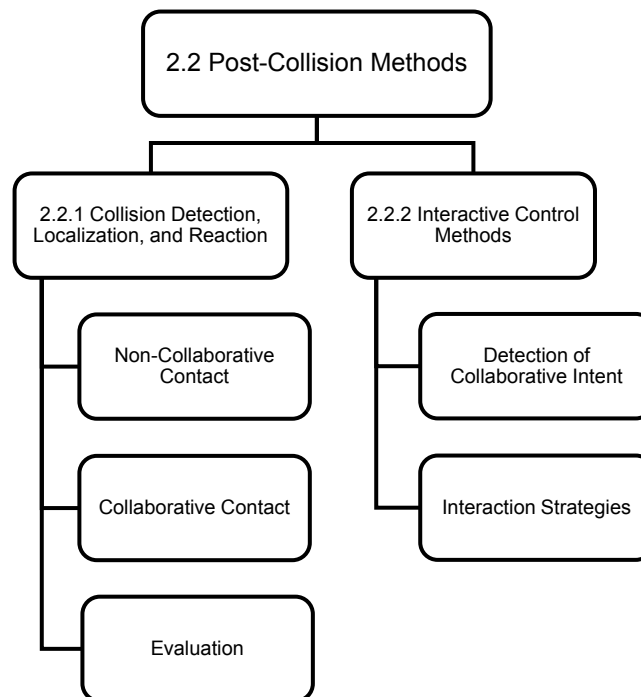 2.2 Post-Collision Methods
2.2.1 Collision Detection,
Localization, and Reaction
Non-Collaborative
Contact
Collaborative Contact
Evaluation
2.2.2 Interactive Control
Methods
Detection of
Collaborative Intent
Interaction Strategies